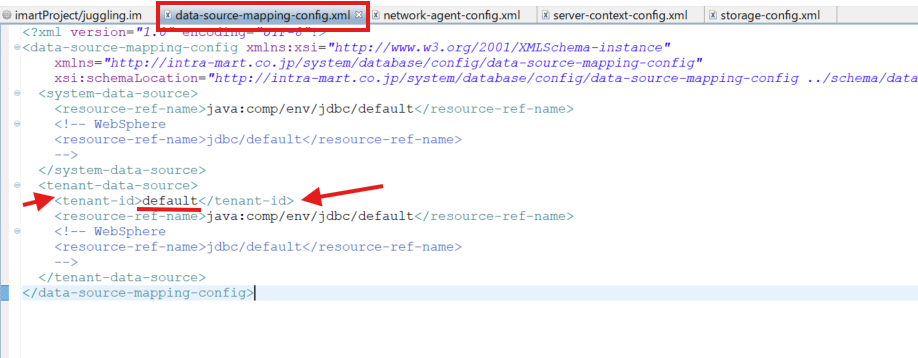 imartProject/juggling.im data-source-mapping-config.xml network-agent-config.xml server-context-config.xml storage-config.xml
<?xml version="1.0" encoding="UTF-8"?>
<data-source-mapping-config xmlns:xsi="http://www.w3.org/2001/XMLSchema-instance"
    xmlns="http://intra-mart.co.jp/system/database/config/data-source-mapping-config"
    xsi:schemaLocation="http://intra-mart.co.jp/system/database/config/data-source-mapping-config ../schema/data
  <system-data-source>
    <resource-ref-name>java:comp/env/jdbc/default</resource-ref-name>
    <!-- WebSphere
    <resource-ref-name>jdbc/default</resource-ref-name>
    -->
  </system-data-source>
  <tenant-data-source>
    <tenant-id>default</tenant-id>
    <resource-ref-name>java:comp/env/jdbc/default</resource-ref-name>
    <!-- WebSphere
    <resource-ref-name>jdbc/default</resource-ref-name>
    -->
  </tenant-data-source>
</data-source-mapping-config>